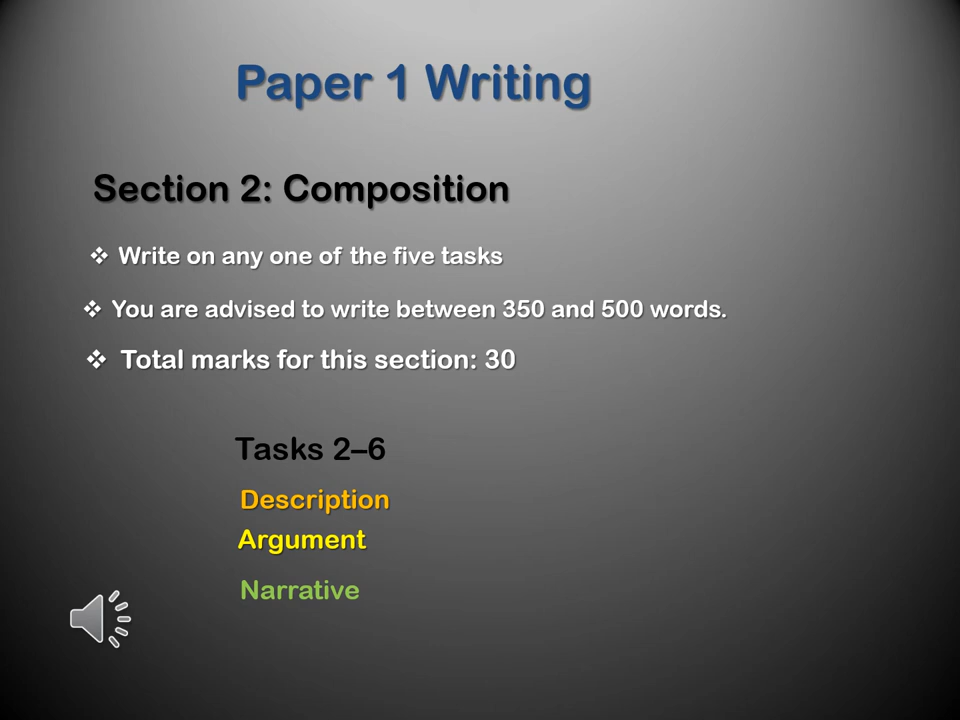 Paper 1 Writing
Section 2: Composition
❖ Write on any one of the five tasks
❖ You are advised to write between 350 and 500 words.
❖ Total marks for this section: 30
Tasks 2–6
Description
Argument
Narrative